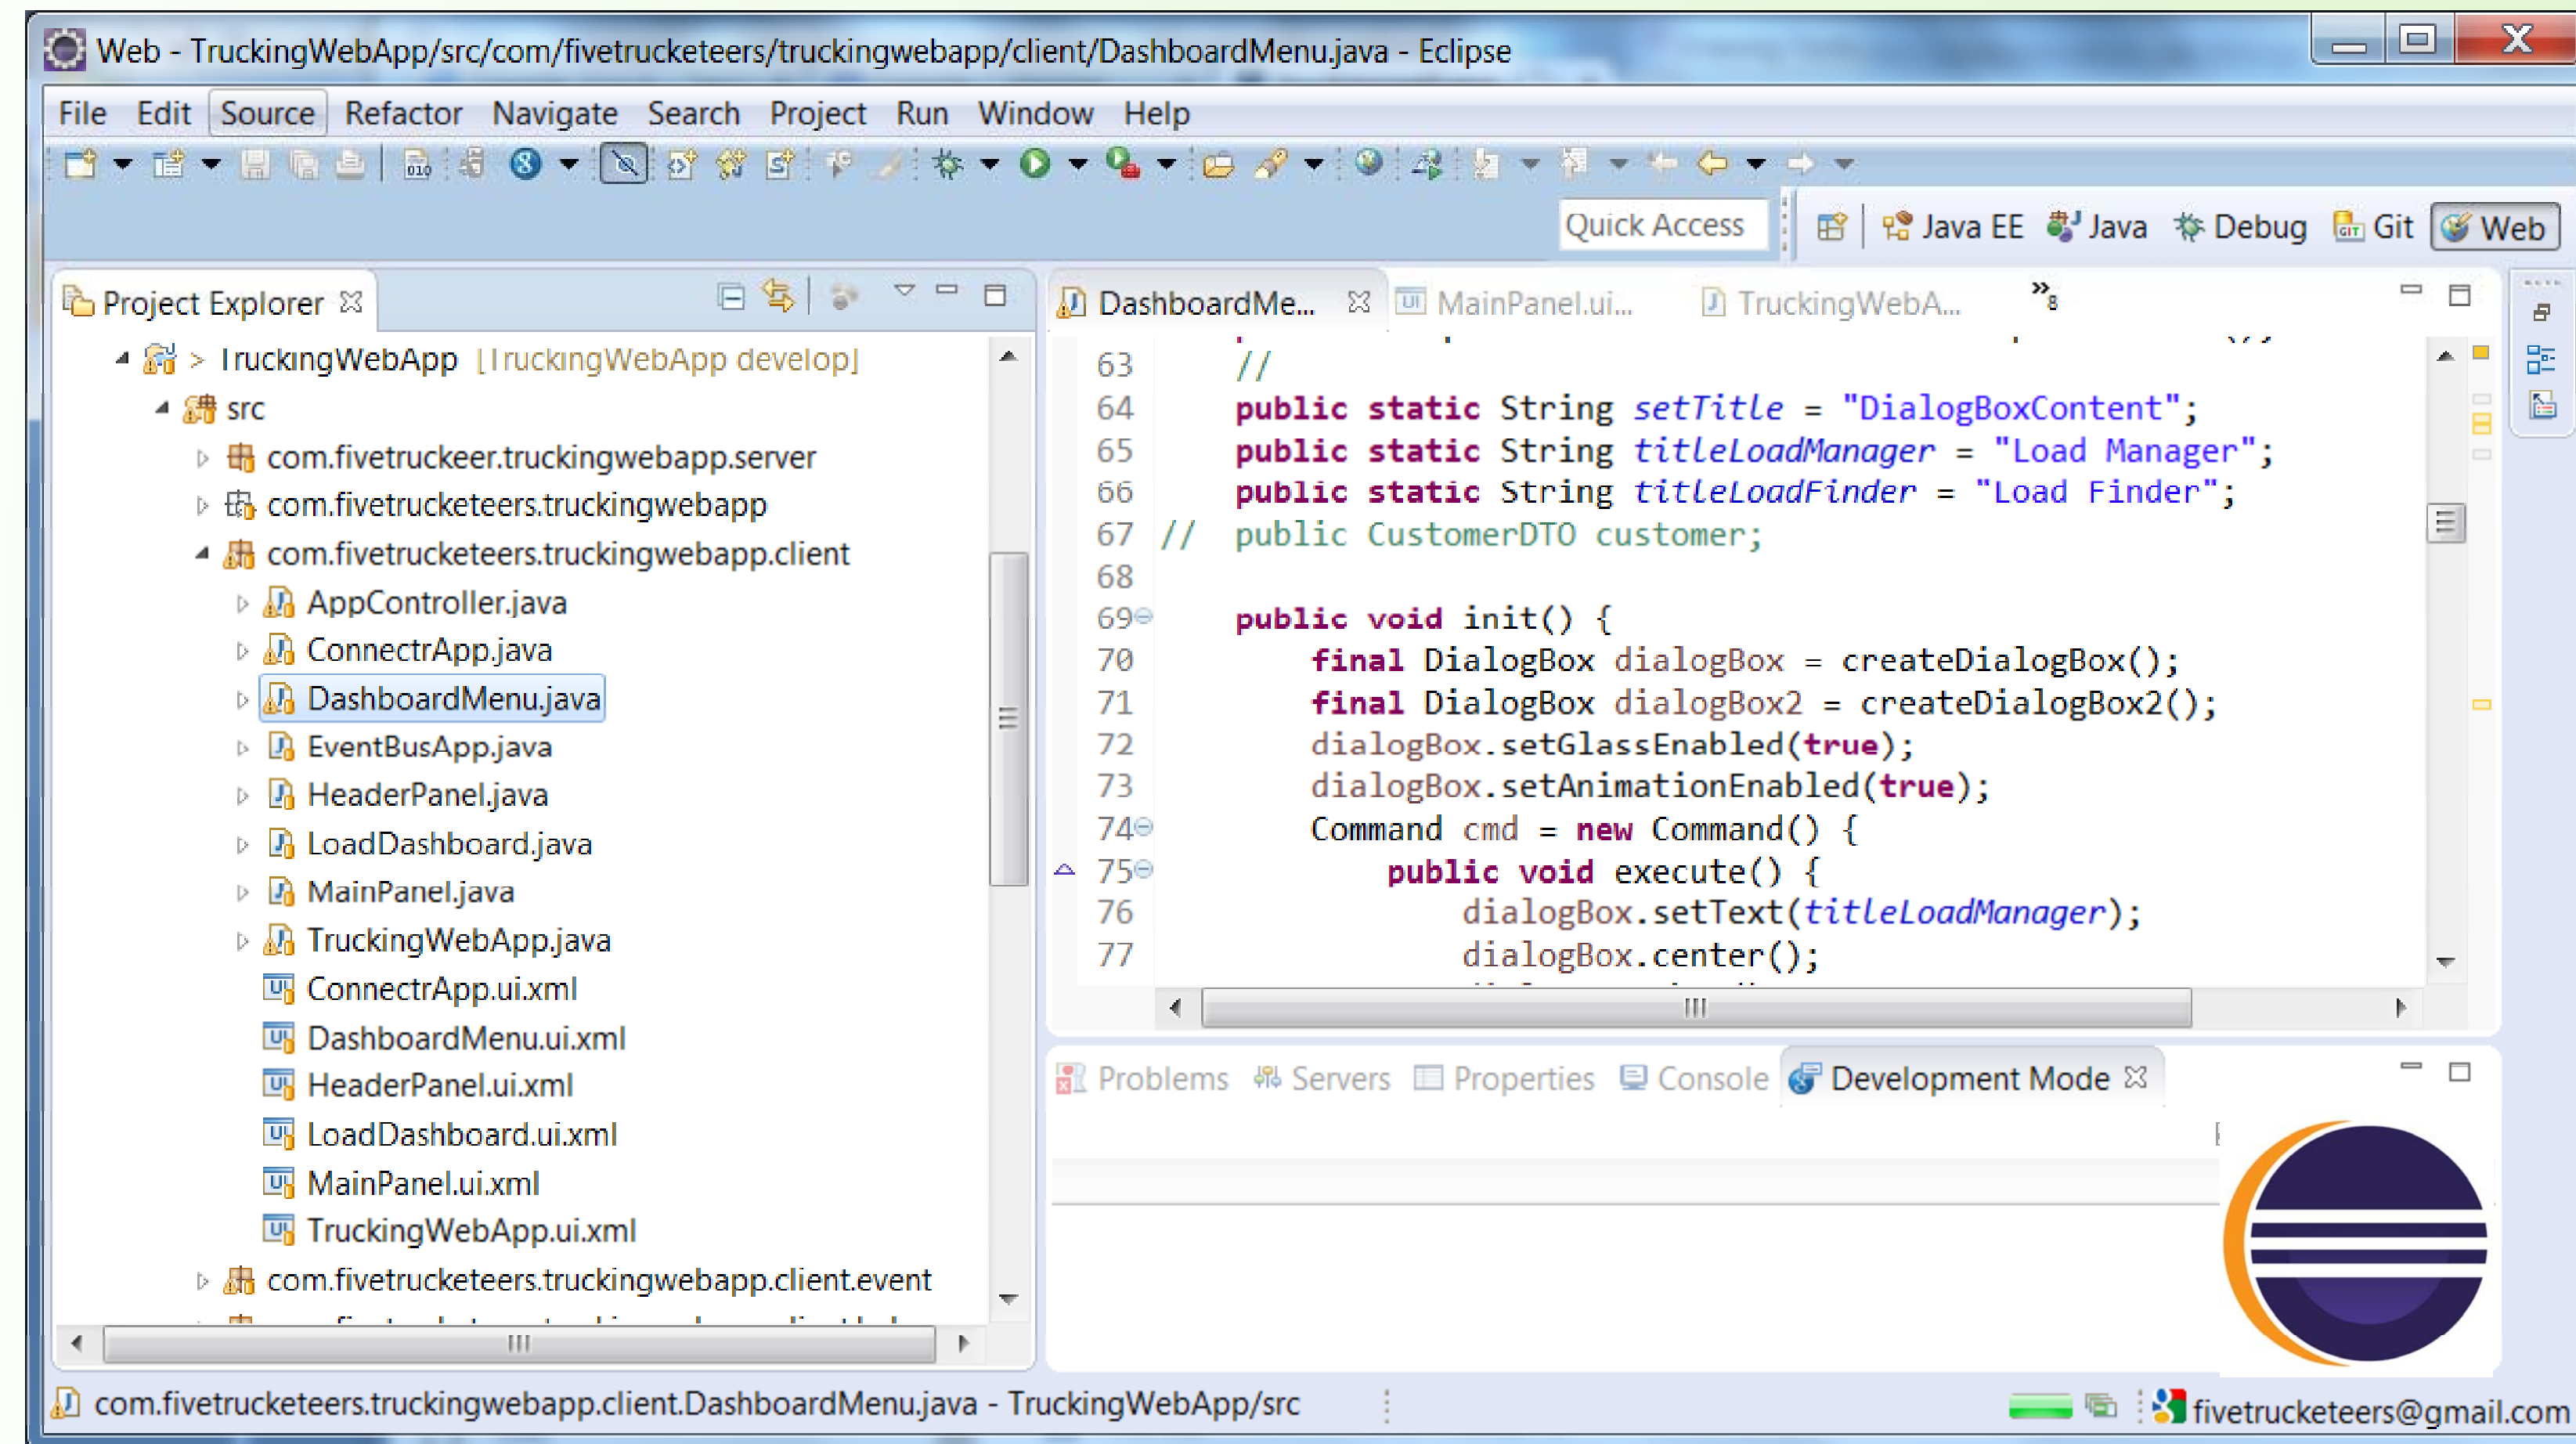 Web - TruckingWebApp/src/com/fivetrucketeers/truckingwebapp/client/DashboardMenu.java - Eclipse
File Edit Source Refactor Navigate Search Project Run Window Help
Quick Access Java EE Java Debug Git Web
Project Explorer
> TruckingWebApp [TruckingWebApp develop]
src
com.fivetruckeer.truckingwebapp.server
com.fivetrucketeers.truckingwebapp
com.fivetrucketeers.truckingwebapp.client
AppController.java
ConnectrApp.java
DashboardMenu.java
EventBusApp.java
HeaderPanel.java
LoadDashboard.java
MainPanel.java
TruckingWebApp.java
ConnectrApp.ui.xml
DashboardMenu.ui.xml
HeaderPanel.ui.xml
LoadDashboard.ui.xml
MainPanel.ui.xml
TruckingWebApp.ui.xml
com.fivetrucketeers.truckingwebapp.client.event
DashboardMe... MainPanel.ui... TruckingWebA... »8
63 //
64 public static String setTitle = "DialogBoxContent";
65 public static String titleLoadManager = "Load Manager";
66 public static String titleLoadFinder = "Load Finder";
67 // public CustomerDTO customer;
68
69 public void init() {
70 final DialogBox dialogBox = createDialogBox();
71 final DialogBox dialogBox2 = createDialogBox2();
72 dialogBox.setGlassEnabled(true);
73 dialogBox.setAnimationEnabled(true);
74 Command cmd = new Command() {
75 public void execute() {
76 dialogBox.setText(titleLoadManager);
77 dialogBox.center();
Problems Servers Properties Console Development Mode
com.fivetrucketeers.truckingwebapp.client.DashboardMenu.java - TruckingWebApp/src
fivetrucketeers@gmail.com